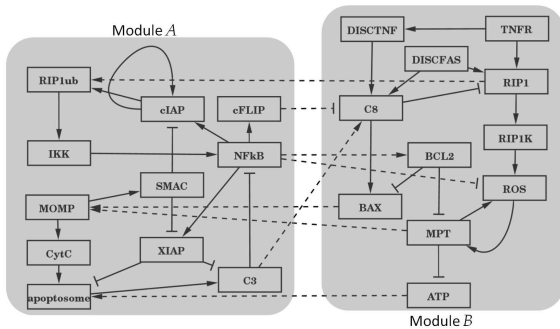 Module A
RIP1ub
cIAP
cFLIP
IKK
NFkB
SMAC
MOMP
CytC
XIAP
C3
apoptosome
DISCTNF
TNFR
DISCFAS
C8
RIP1
RIP1K
BCL2
ROS
BAX
MPT
ATP
Module B